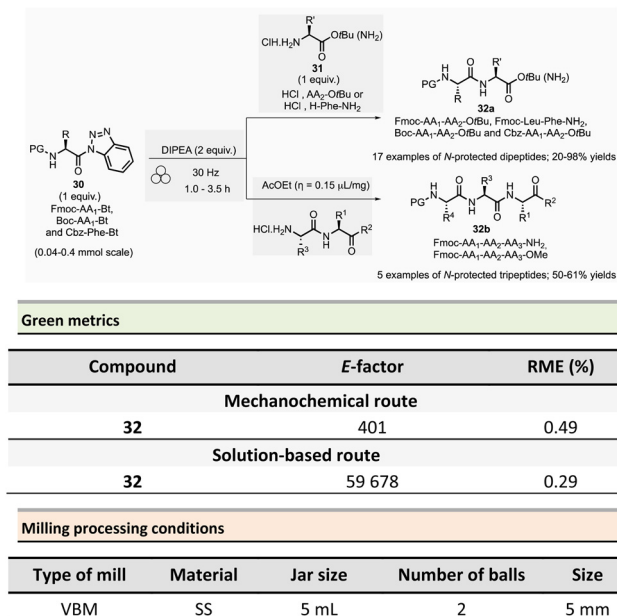 R'
ClH.H2N
OtBu (NH2)
O
31
(1 equiv.)
HCl , AA2-OtBu or
HCl , H-Phe-NH2
R
PG
N
H
O
N
N
N
30
(1 equiv.)
Fmoc-AA1-Bt,
Boc-AA1-Bt
and Cbz-Phe-Bt
(0.04-0.4 mmol scale)
DIPEA (2 equiv.)
30 Hz
1.0 - 3.5 h
AcOEt (η = 0.15 μL/mg)
HCl.H2N
O
R1
R2
R3
N
H
O
H
N
O
R'
PG
OtBu (NH2)
R
N
H
O
32a
Fmoc-AA1-AA2-OtBu, Fmoc-Leu-Phe-NH2,
Boc-AA1-AA2-OtBu and Cbz-AA1-AA2-OtBu
17 examples of N-protected dipeptides; 20-98% yields
H
N
O
R3
H
N
O
PG
R2
R4
N
H
O
R1
32b
Fmoc-AA1-AA2-AA3-NH2,
Fmoc-AA1-AA2-AA3-OMe
5 examples of N-protected tripeptides; 50-61% yields
Green metrics
Compound E-factor RME (%)
Mechanochemical route
32 401 0.49
Solution-based route
32 59 678 0.29
Milling processing conditions
Type of mill Material Jar size Number of balls Size
VBM SS 5 mL 2 5 mm